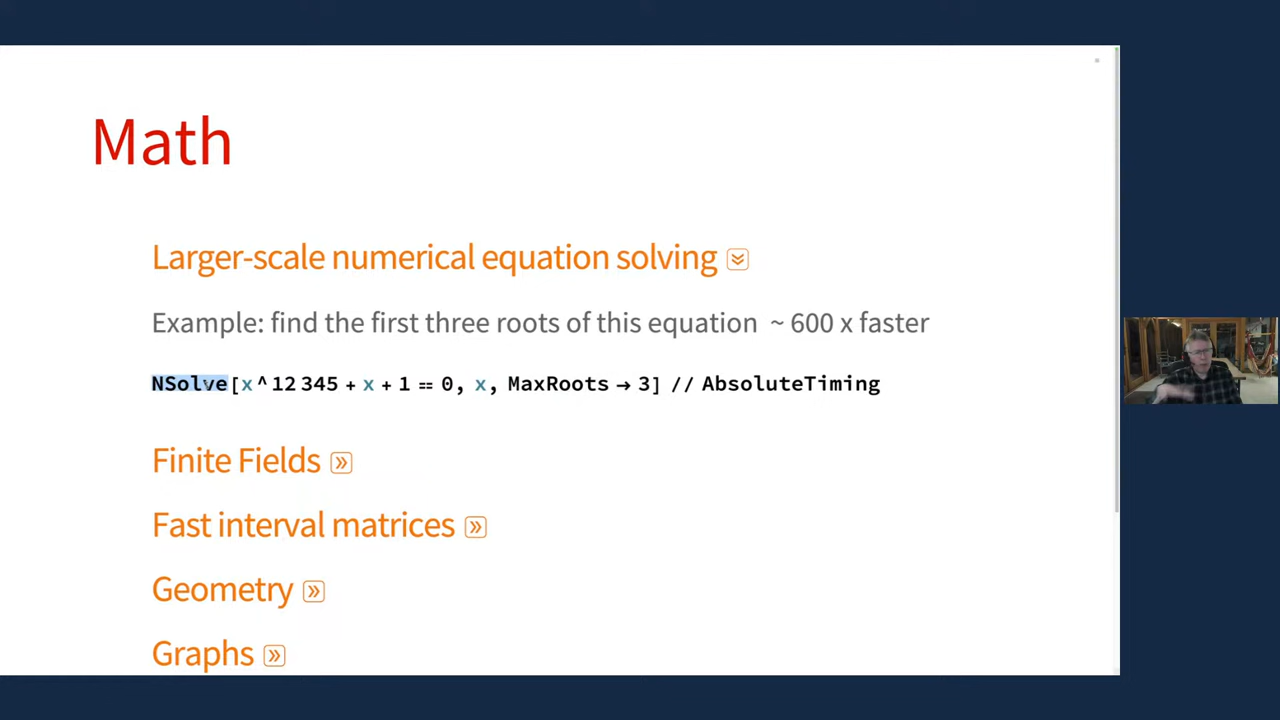 Math
Larger-scale numerical equation solving
Example: find the first three roots of this equation ~ 600 x faster
NSolve[x^12 345 + x + 1 == 0, x, MaxRoots → 3] // AbsoluteTiming
Finite Fields
Fast interval matrices
Geometry
Graphs